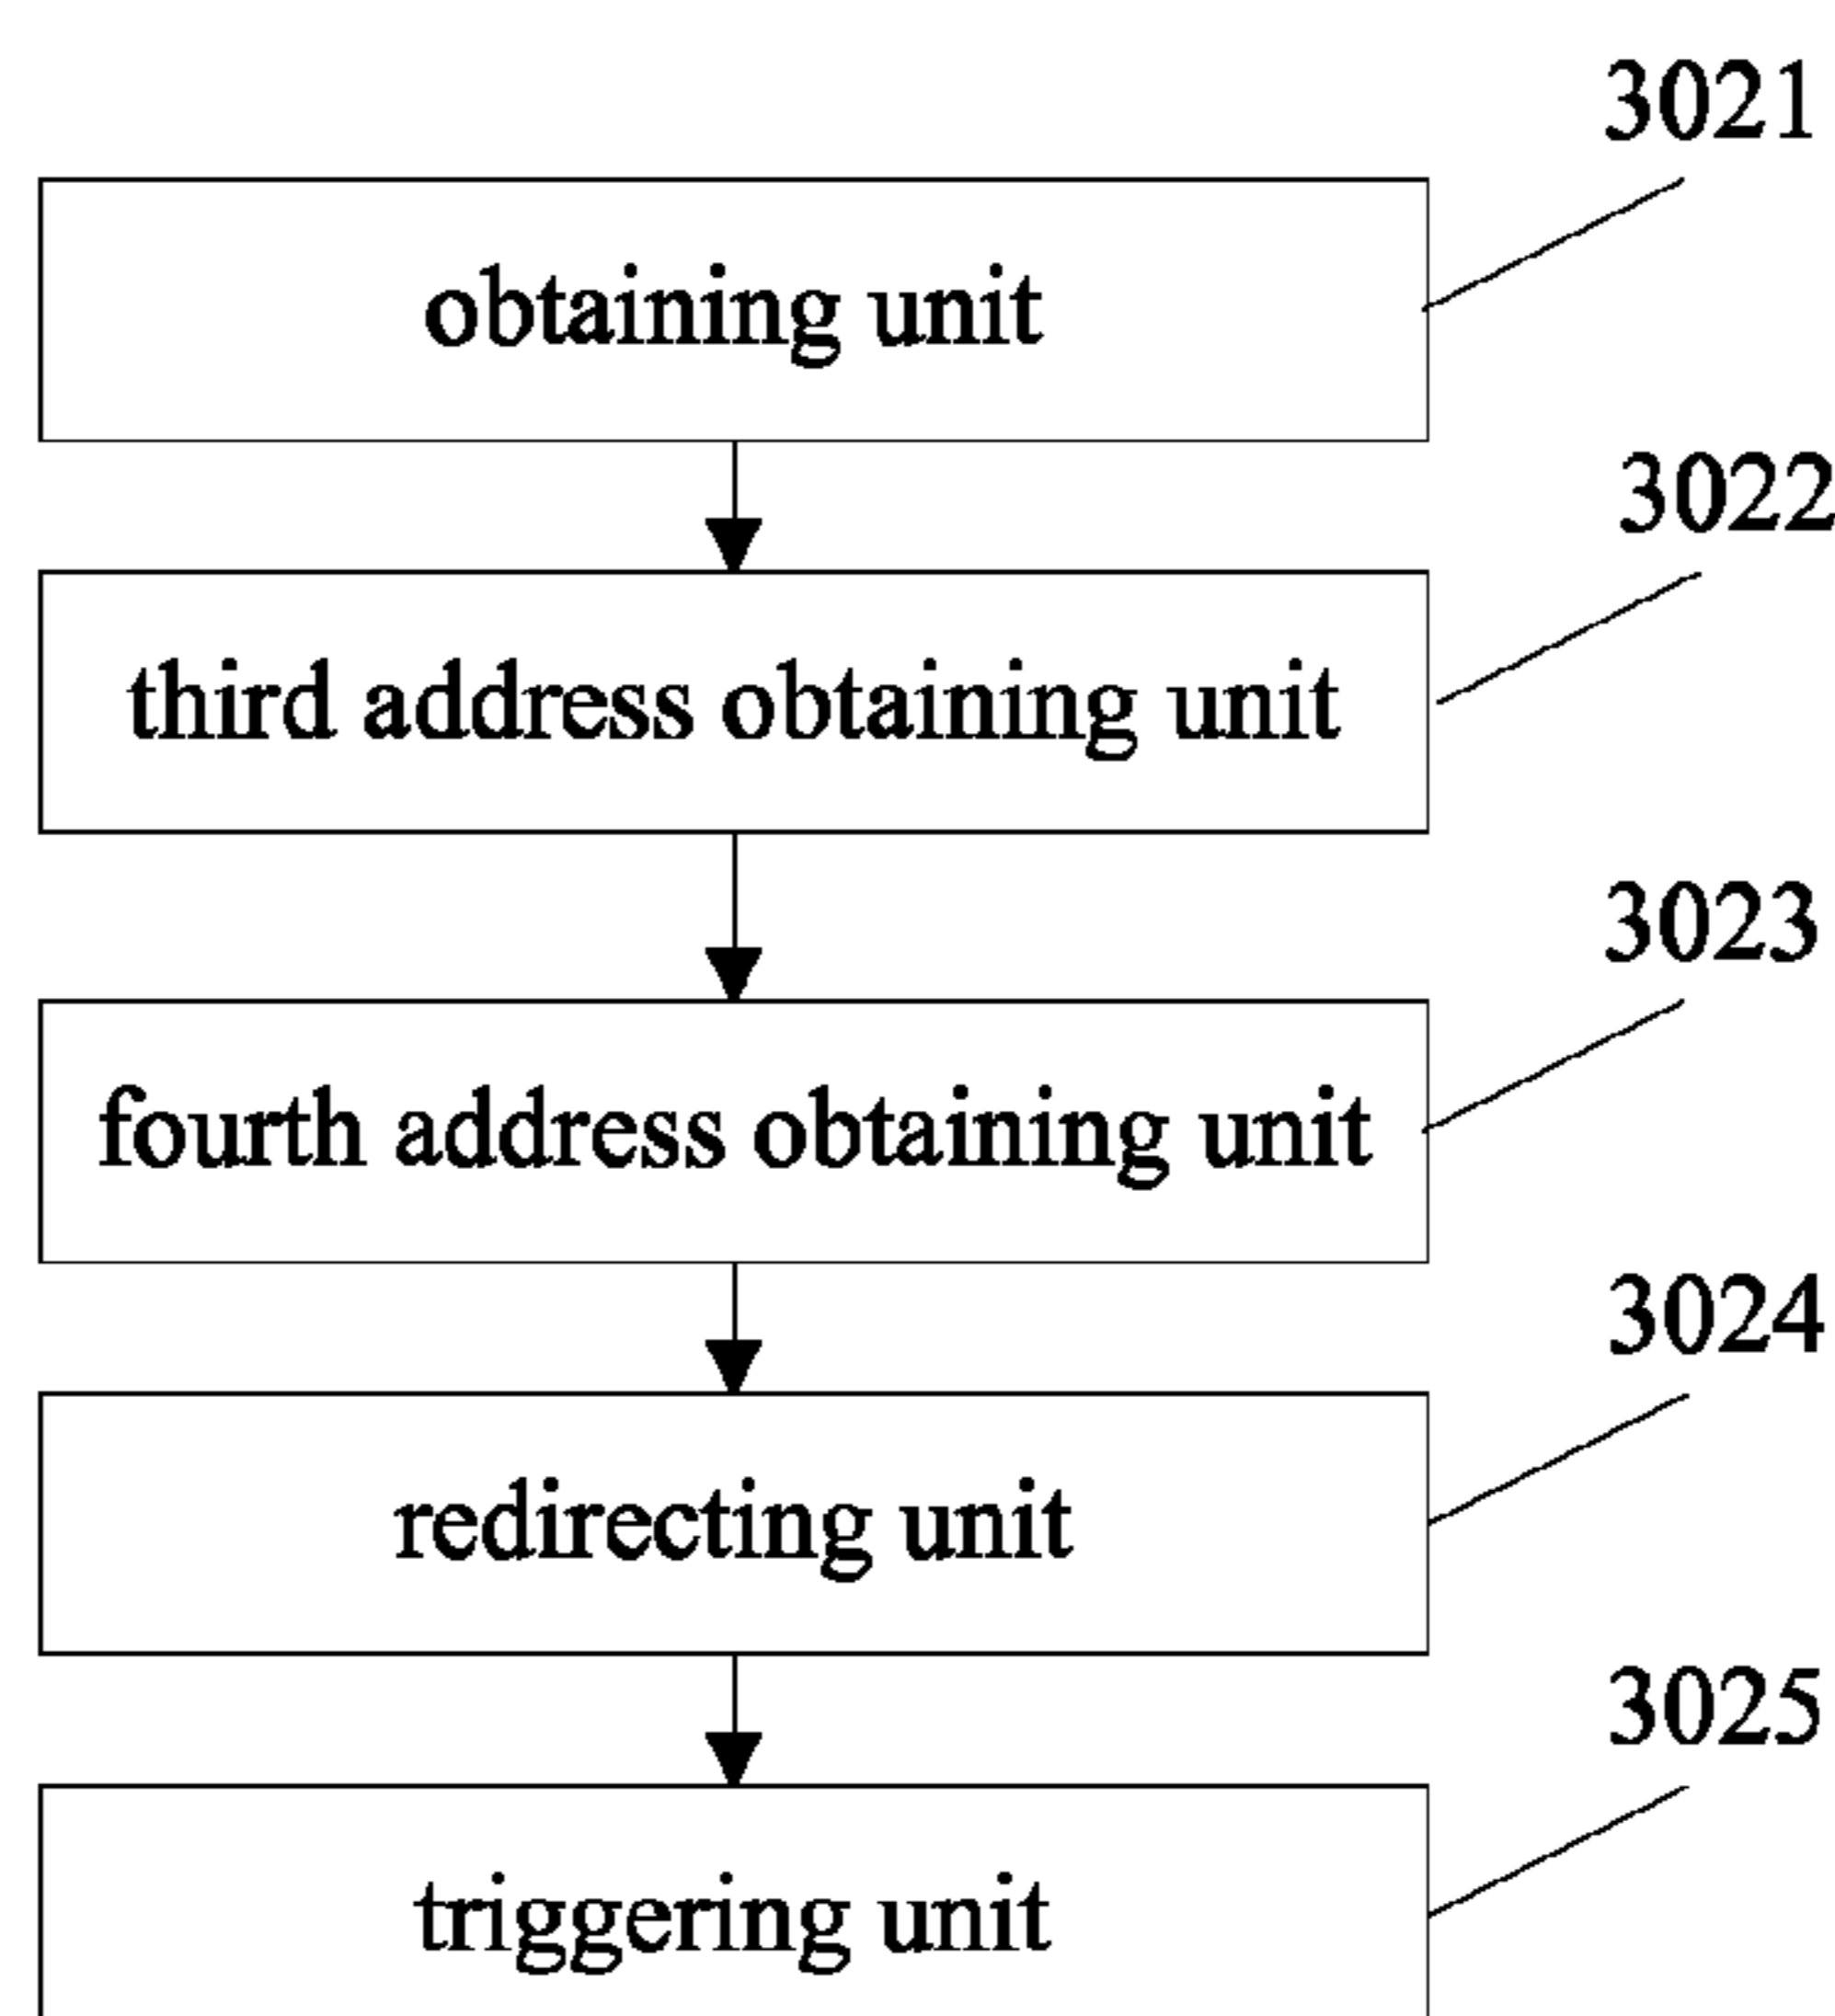 3021
obtaining unit
3022
third address obtaining unit
3023
fourth address obtaining unit
3024
redirecting unit
3025
triggering unit